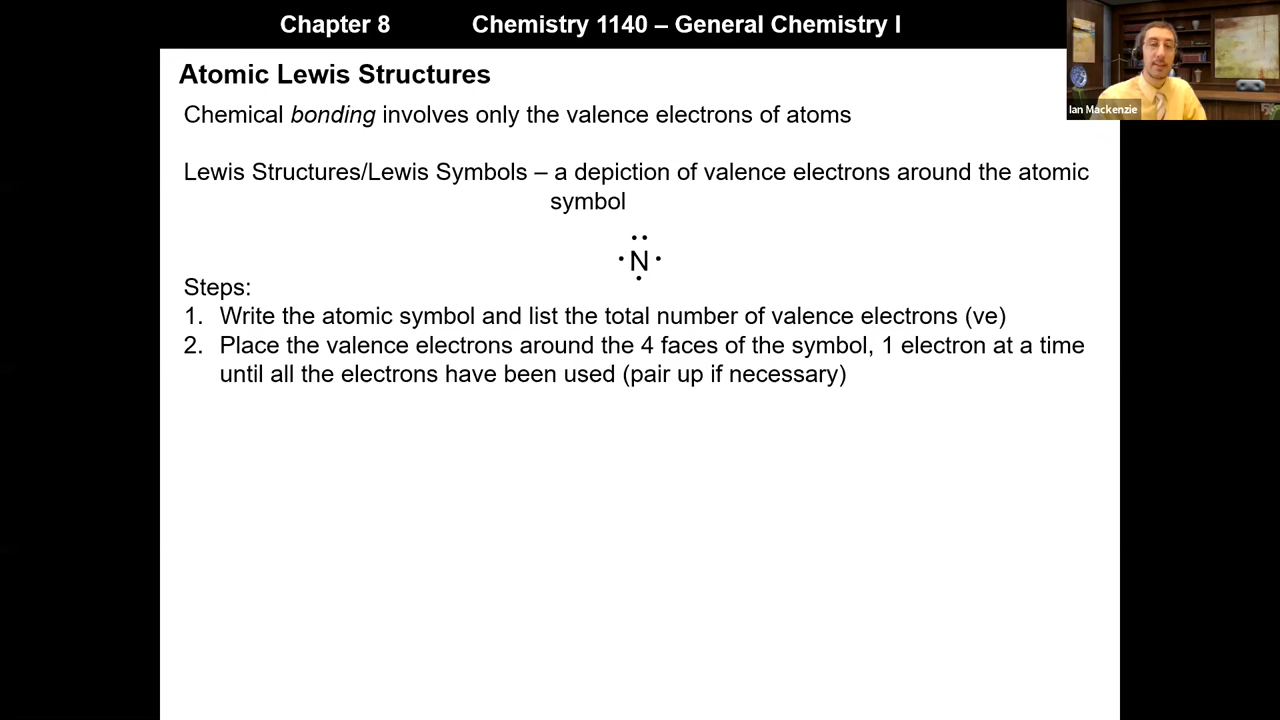 Chapter 8 Chemistry 1140 – General Chemistry I
Ian Mackenzie
Atomic Lewis Structures
Chemical bonding involves only the valence electrons of atoms
Lewis Structures/Lewis Symbols – a depiction of valence electrons around the atomic
symbol
N
Steps:
1. Write the atomic symbol and list the total number of valence electrons (ve)
2. Place the valence electrons around the 4 faces of the symbol, 1 electron at a time
until all the electrons have been used (pair up if necessary)